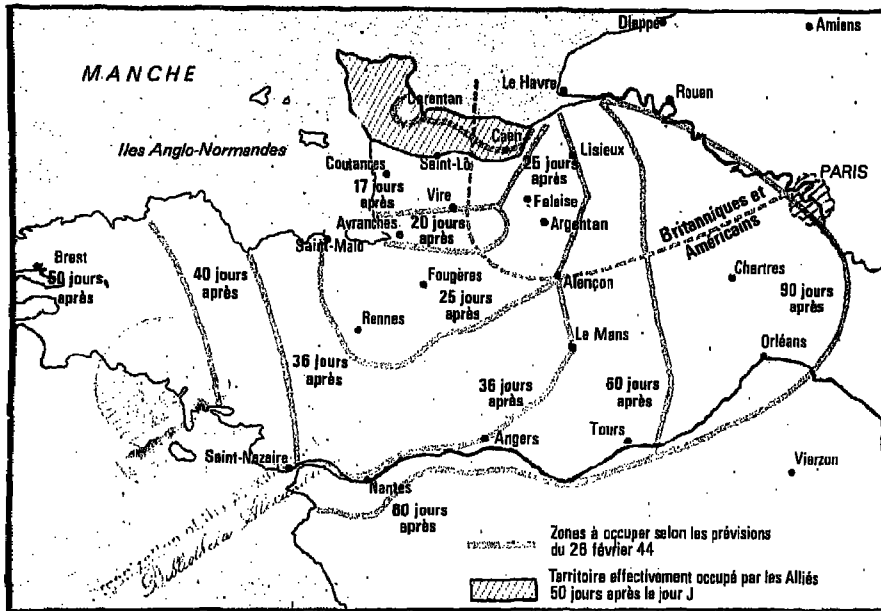 Dieppe
Amiens
MANCHE
Le Havre
Rouen
Carentan
Caen
Iles Anglo-Normandes
Lisieux
Coutances
Saint-Lô
25 jours
après
PARIS
17 jours
après
Vire
Falaise
Avranches
20 jours
après
Argentan
Britanniques et
Américains
Saint-Malo
Brest
50 jours
après
40 jours
après
Fougères
Alençon
Chartres
25 jours
après
90 jours
après
Rennes
Le Mans
Orléans
36 jours
après
36 jours
après
60 jours
après
Angers
Tours
Saint-Nazaire
Vierzon
Nantes
60 jours
après
Zones à occuper selon les prévisions
du 26 février 44
Territoire effectivement occupé par les Alliés
50 jours après le jour J